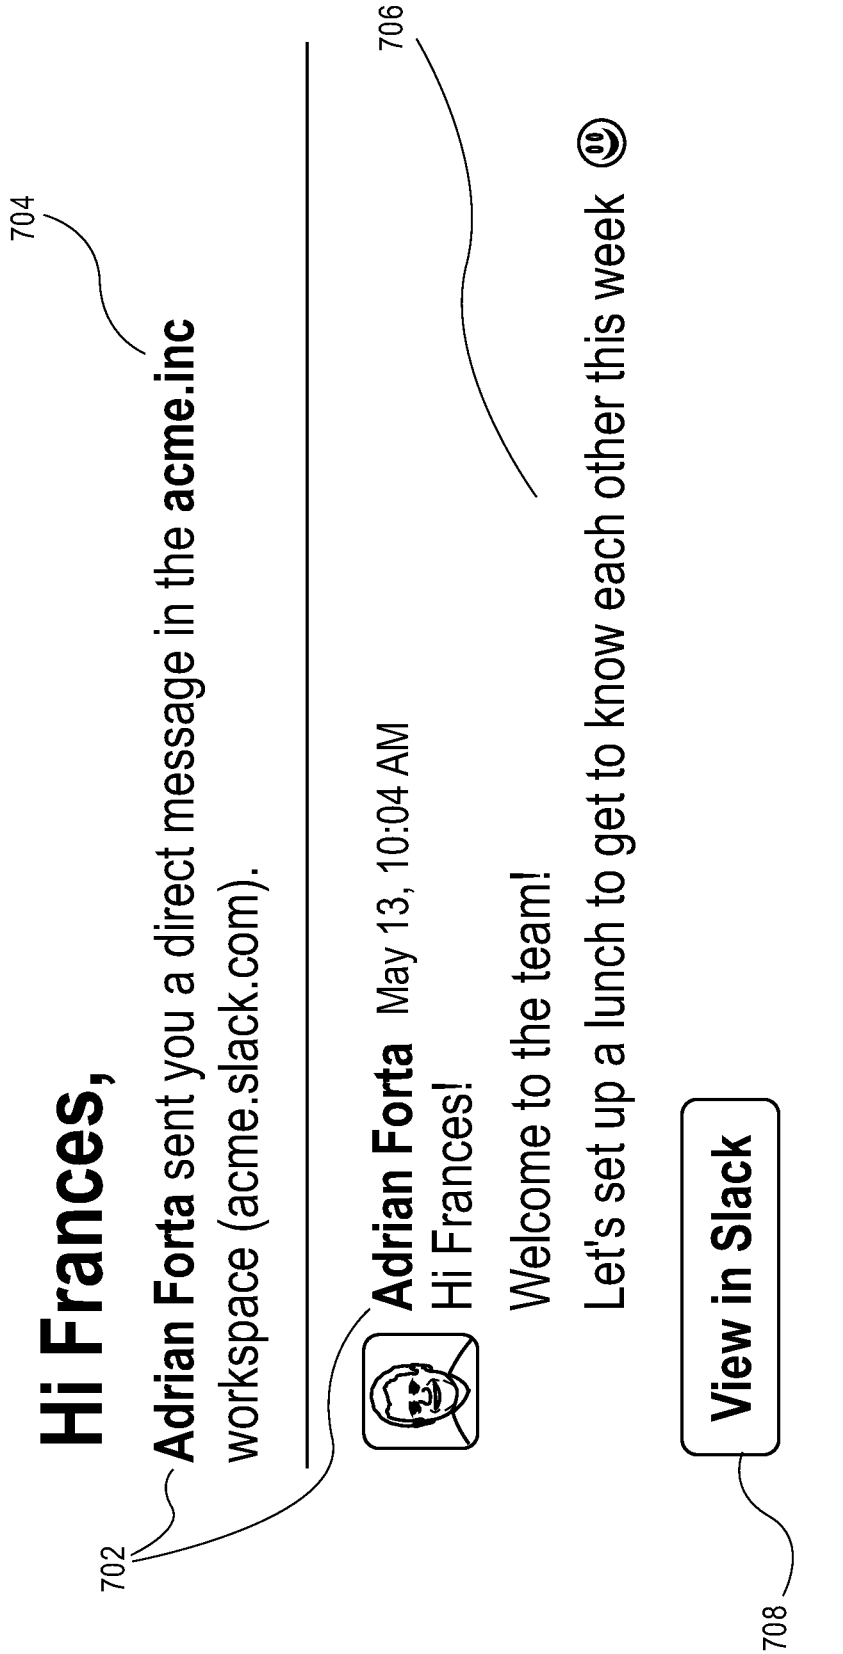 704
706
Hi Frances,
Adrian Forta sent you a direct message in the acme.inc
workspace (acme.slack.com).
702
Adrian Forta May 13, 10:04 AM
Hi Frances!
Welcome to the team!
Let's set up a lunch to get to know each other this week
View in Slack
708